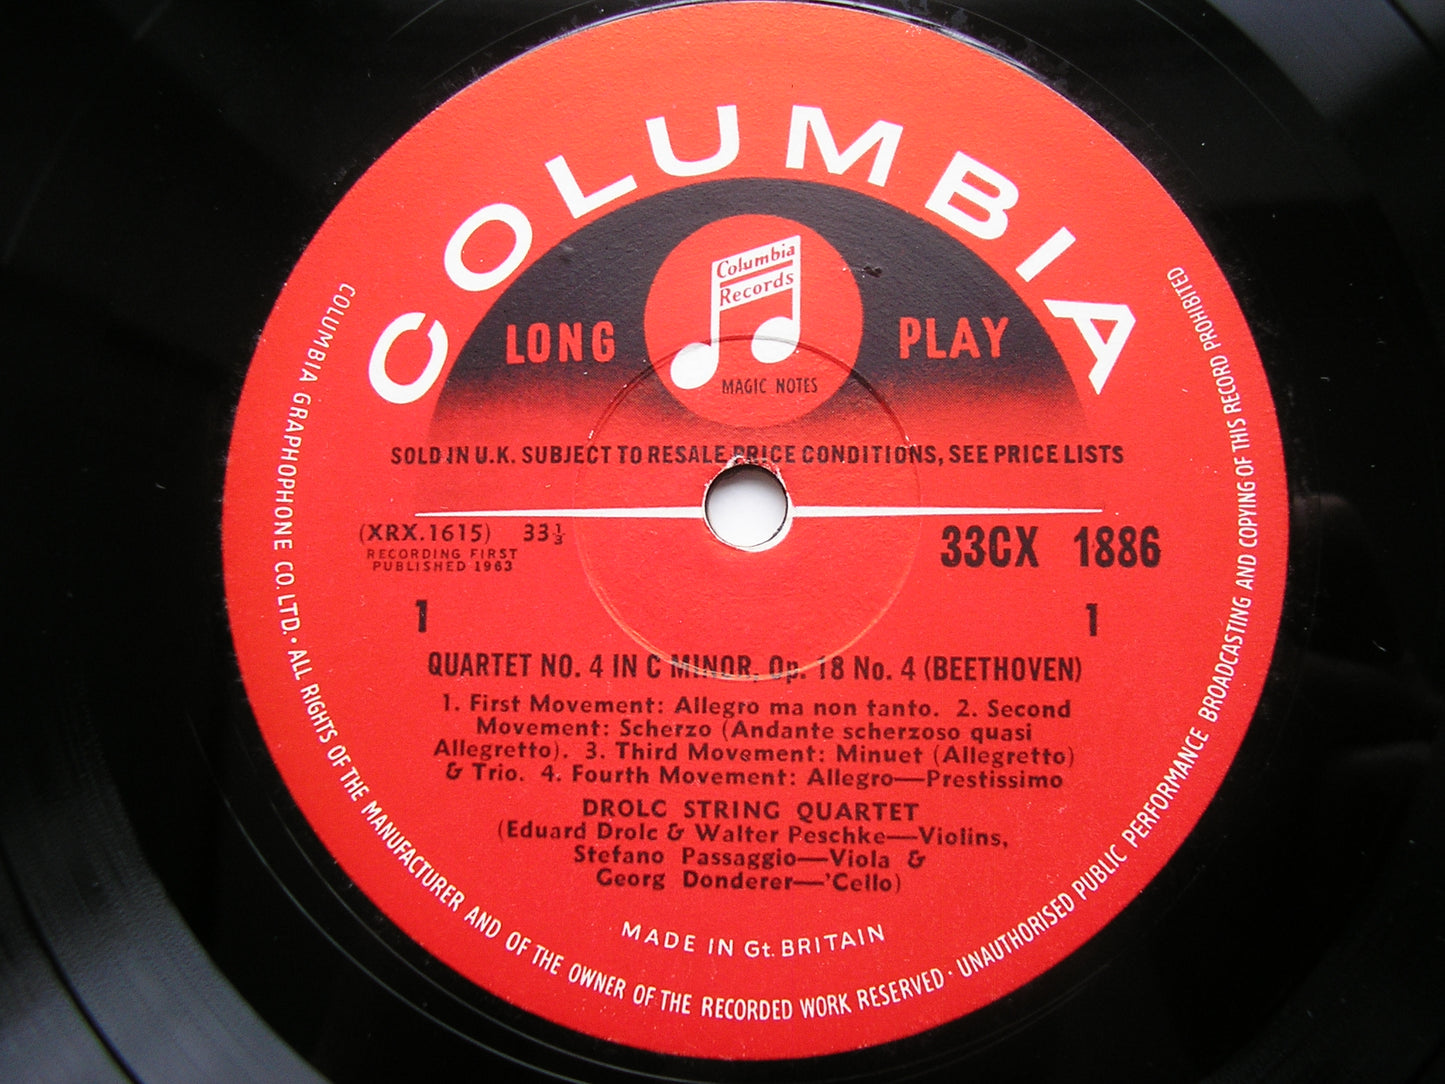 COLUMBIA
Columbia
Records
LONG PLAY
MAGIC NOTES
SOLD IN U.K. SUBJECT TO RESALE PRICE CONDITIONS, SEE PRICE LISTS
(XRX.1615) 33⅓ 33CX 1886
RECORDING FIRST
PUBLISHED 1963
1 1
QUARTET NO. 4 IN C MINOR, Op. 18 No. 4 (BEETHOVEN)
1. First Movement: Allegro ma non tanto. 2. Second
Movement: Scherzo (Andante scherzoso quasi
Allegretto). 3. Third Movement: Minuet (Allegretto)
& Trio. 4. Fourth Movement: Allegro—Prestissimo
DROLC STRING QUARTET
(Eduard Drolc & Walter Peschke—Violins,
Stefano Passaggio—Viola &
Georg Donderer—'Cello)
MADE IN Gt. BRITAIN
COLUMBIA GRAPHOPHONE CO. LTD. · ALL RIGHTS OF THE MANUFACTURER AND OF THE OWNER OF THE RECORDED WORK RESERVED · UNAUTHORISED PUBLIC PERFORMANCE BROADCASTING AND COPYING OF THIS RECORD PROHIBITED